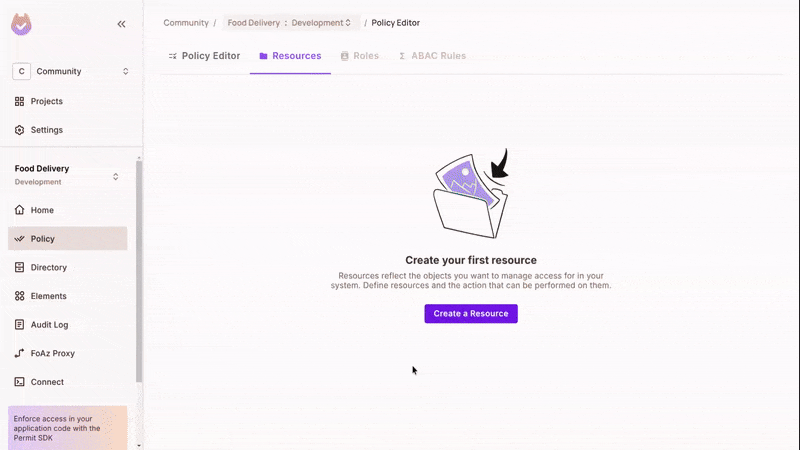 Community / Food Delivery : Development / Policy Editor
C Community
Policy Editor Resources Roles ABAC Rules
Projects
Settings
Food Delivery
Development
Home
Policy
Directory
Elements
Audit Log
FoAz Proxy
Connect
Enforce access in your
application code with the
Permit SDK
Create your first resource
Resources reflect the objects you want to manage access for in your
system. Define resources and the action that can be performed on them.
Create a Resource